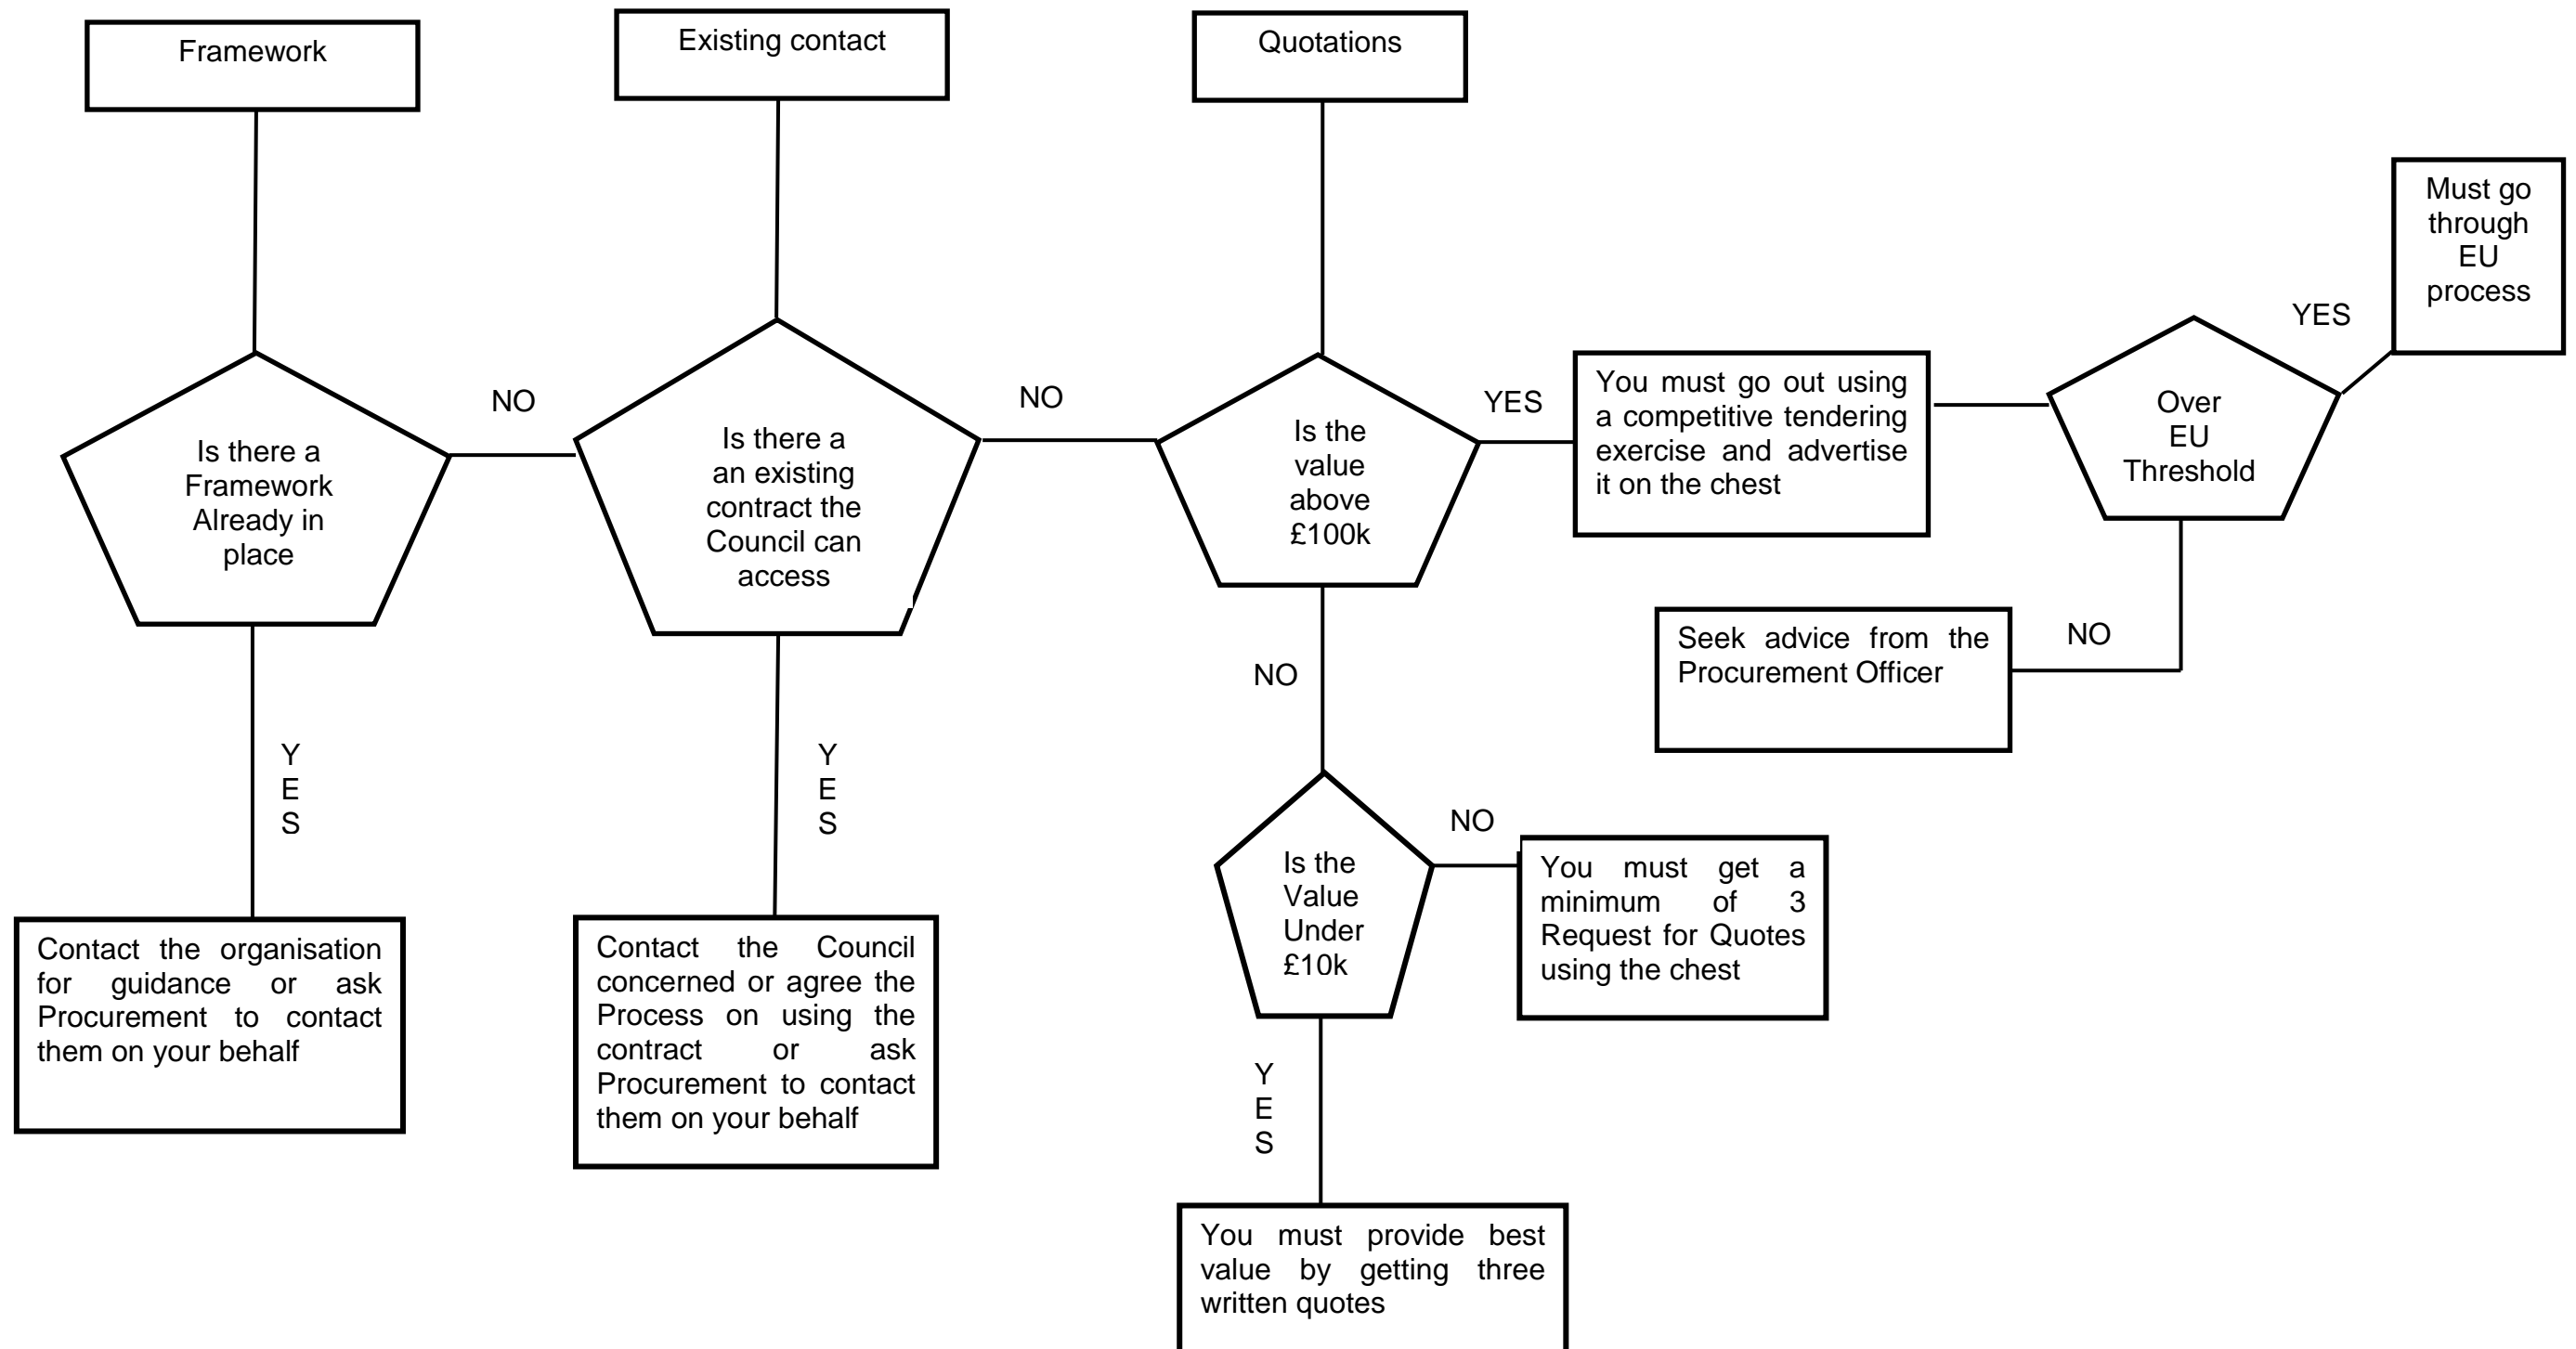 Framework
Existing contact
Quotations
Must go
through
EU
process
YES
Is there a
Framework
Already in
place
NO
Is there a
an existing
contract the
Council can
access
NO
Is the
value
above
£100k
YES
You must go out using
a competitive tendering
exercise and advertise
it on the chest
Over
EU
Threshold
Seek advice from the
Procurement Officer
NO
NO
Y
E
S
Y
E
S
Is the
Value
Under
£10k
NO
You must get a
minimum of 3
Request for Quotes
using the chest
Contact the organisation
for guidance or ask
Procurement to contact
them on your behalf
Contact the Council
concerned or agree the
Process on using the
contract or ask
Procurement to contact
them on your behalf
Y
E
S
You must provide best
value by getting three
written quotes